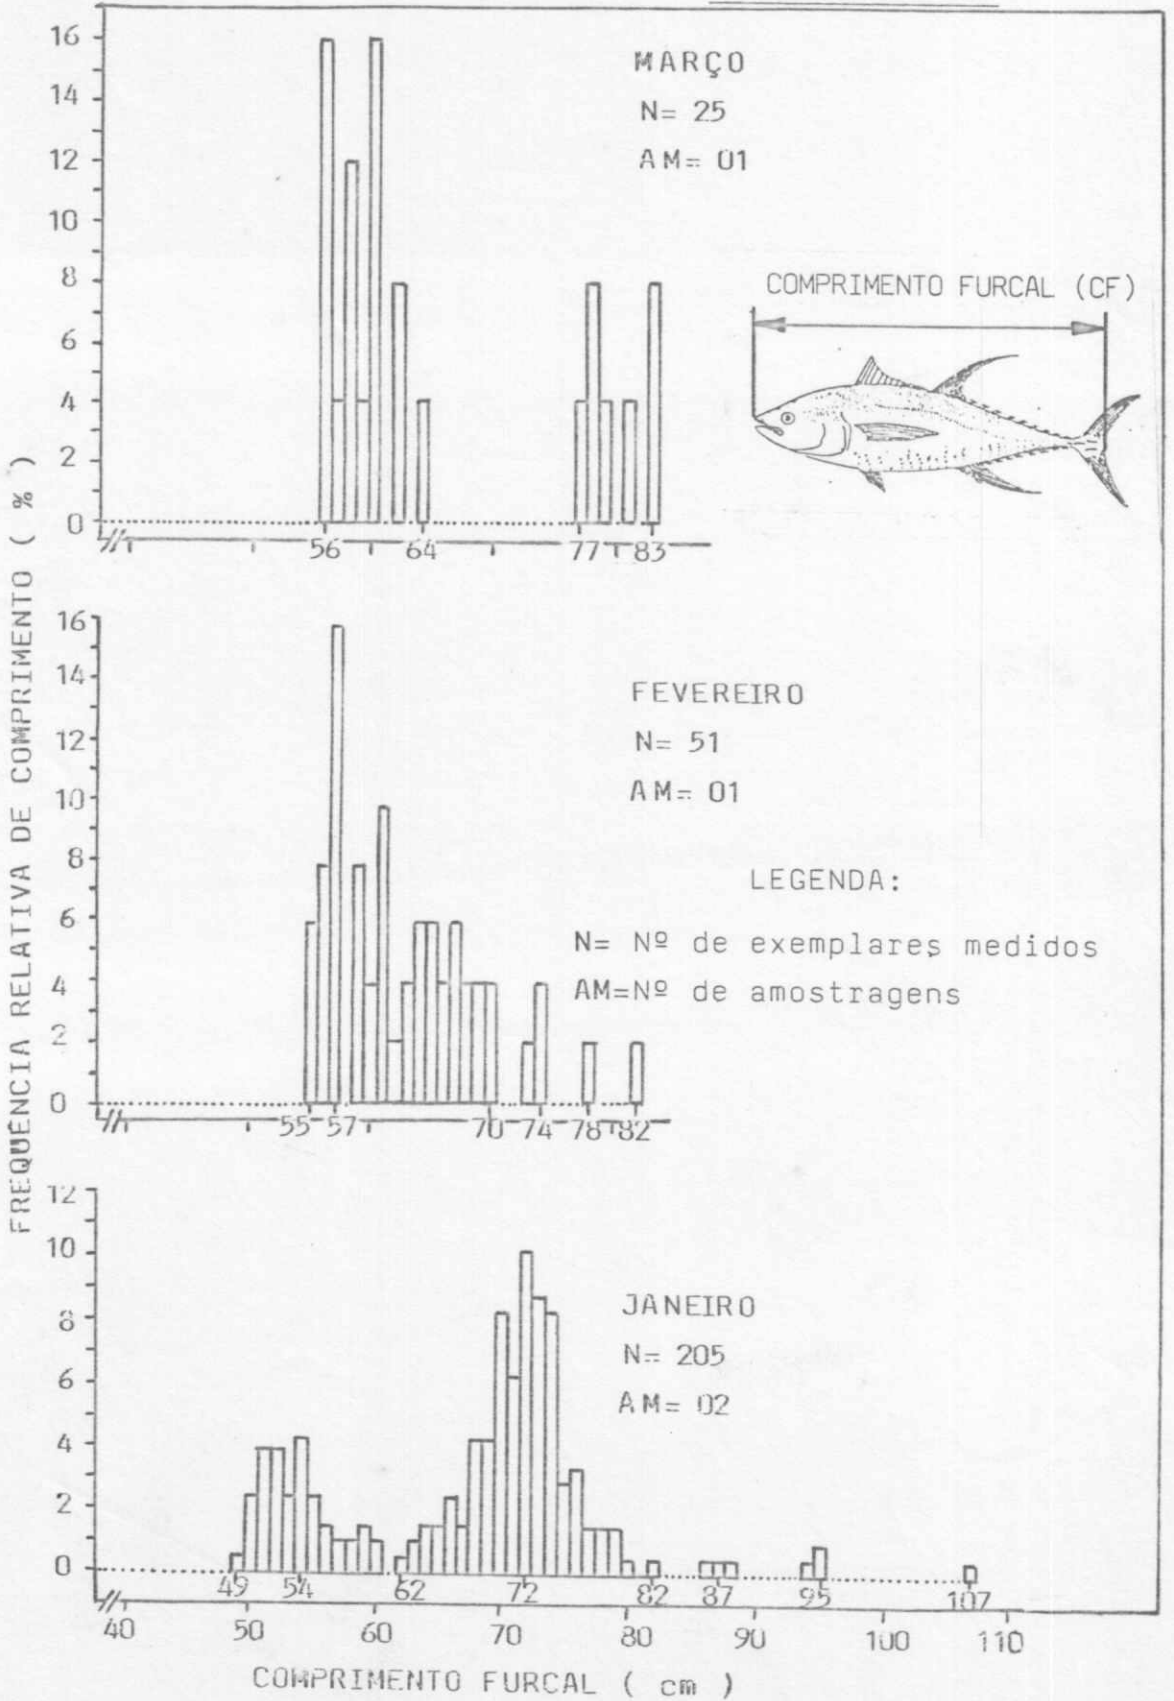 FREQUÊNCIA RELATIVA DE COMPRIMENTO ( % )
16
14
12
10
8
6
4
2
0
MARÇO
N= 25
AM= 01
COMPRIMENTO FURCAL (CF)
56 64 77 83
16
14
12
10
8
6
4
2
0
FEVEREIRO
N= 51
AM= 01
LEGENDA:
N= Nº de exemplares medidos
AM=Nº de amostragens
55 57 70 74 78 82
12
10
8
6
4
2
0
JANEIRO
N= 205
AM= 02
49 54 62 72 82 87 95 107
40 50 60 70 80 90 100 110
COMPRIMENTO FURCAL ( cm )